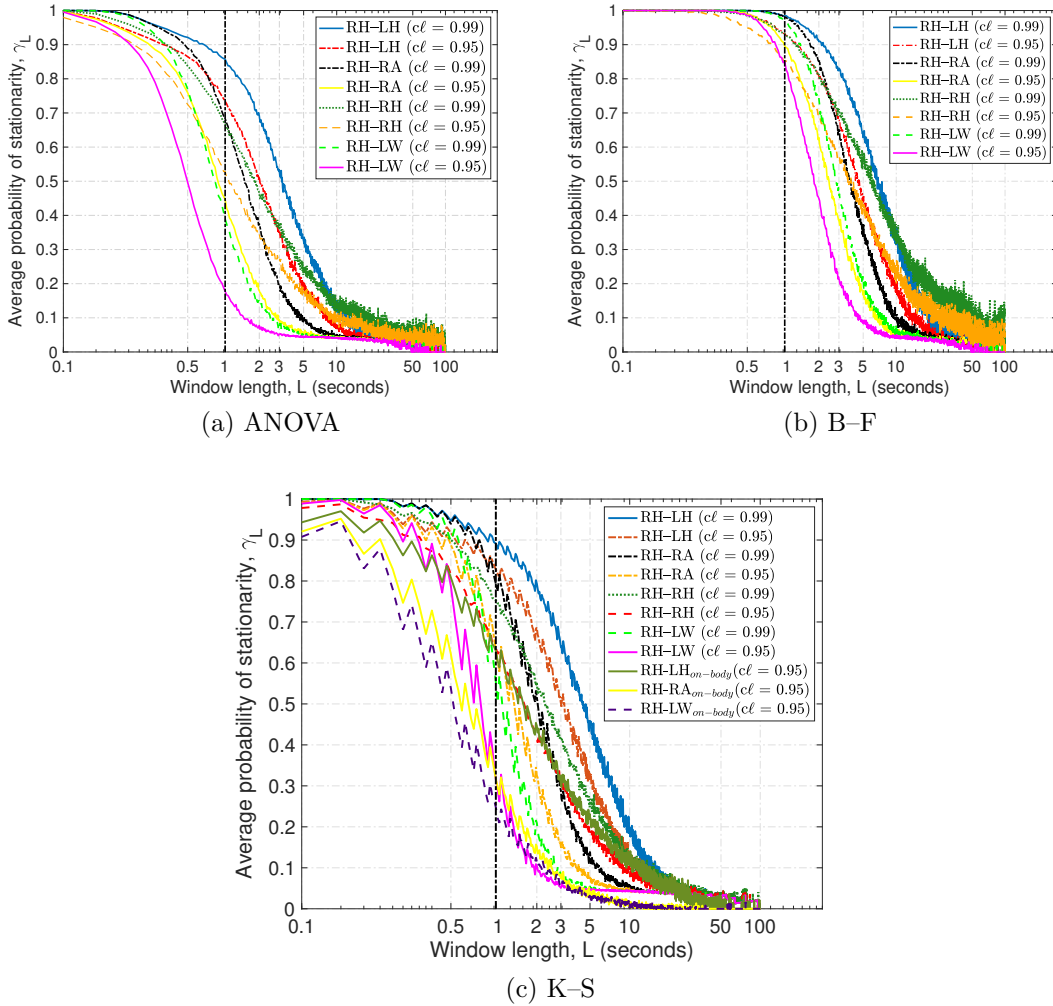 Average probability of stationarity, γL
1
0.9
0.8
0.7
0.6
0.5
0.4
0.3
0.2
0.1
0
RH–LH (cℓ = 0.99)
RH–LH (cℓ = 0.95)
RH–RA (cℓ = 0.99)
RH–RA (cℓ = 0.95)
RH–RH (cℓ = 0.99)
RH–RH (cℓ = 0.95)
RH–LW (cℓ = 0.99)
RH–LW (cℓ = 0.95)
0.1 0.5 1 2 3 5 10 50 100
Window length, L (seconds)
(a) ANOVA
Average probability of stationarity, γL
1
0.9
0.8
0.7
0.6
0.5
0.4
0.3
0.2
0.1
0
RH–LH (cℓ = 0.99)
RH–LH (cℓ = 0.95)
RH–RA (cℓ = 0.99)
RH–RA (cℓ = 0.95)
RH–RH (cℓ = 0.99)
RH–RH (cℓ = 0.95)
RH–LW (cℓ = 0.99)
RH–LW (cℓ = 0.95)
0.1 0.5 1 2 3 5 10 50 100
Window length, L (seconds)
(b) B–F
Average probability of stationarity, γL
1
0.9
0.8
0.7
0.6
0.5
0.4
0.3
0.2
0.1
0
RH–LH (cℓ = 0.99)
RH–LH (cℓ = 0.95)
RH–RA (cℓ = 0.99)
RH–RA (cℓ = 0.95)
RH–RH (cℓ = 0.99)
RH–RH (cℓ = 0.95)
RH–LW (cℓ = 0.99)
RH–LW (cℓ = 0.95)
RH-LHon−body(cℓ = 0.95)
RH-RAon−body(cℓ = 0.95)
RH-LWon−body(cℓ = 0.95)
0.1 0.5 1 2 3 5 10 50 100
Window length, L (seconds)
(c) K–S